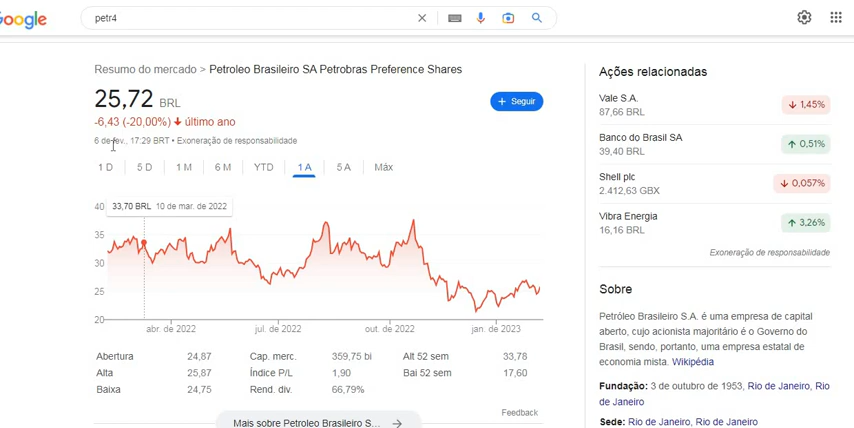 Google
petr4
Resumo do mercado > Petroleo Brasileiro SA Petrobras Preference Shares
25,72 BRL
+ Seguir
-6,43 (-20,00%) ↓ último ano
6 de fev., 17:29 BRT • Exoneração de responsabilidade
1 D 5 D 1 M 6 M YTD 1 A 5 A Máx
33,70 BRL 10 de mar. de 2022
40
35
30
25
20
abr. de 2022 jul. de 2022 out. de 2022 jan. de 2023
Abertura 24,87 Cap. merc. 359,75 bi Alt 52 sem 33,78
Alta 25,87 Índice P/L 1,90 Bai 52 sem 17,60
Baixa 24,75 Rend. div. 66,79%
Feedback
Mais sobre Petroleo Brasileiro S... →
Ações relacionadas
Vale S.A. ↓ 1,45%
87,66 BRL
Banco do Brasil SA ↑ 0,51%
39,40 BRL
Shell plc ↓ 0,057%
2.412,63 GBX
Vibra Energia ↑ 3,26%
16,16 BRL
Exoneração de responsabilidade
Sobre
Petróleo Brasileiro S.A. é uma empresa de capital
aberto, cujo acionista majoritário é o Governo do
Brasil, sendo, portanto, uma empresa estatal de
economia mista. Wikipédia
Fundação: 3 de outubro de 1953, Rio de Janeiro, Rio
de Janeiro
Sede: Rio de Janeiro, Rio de Janeiro